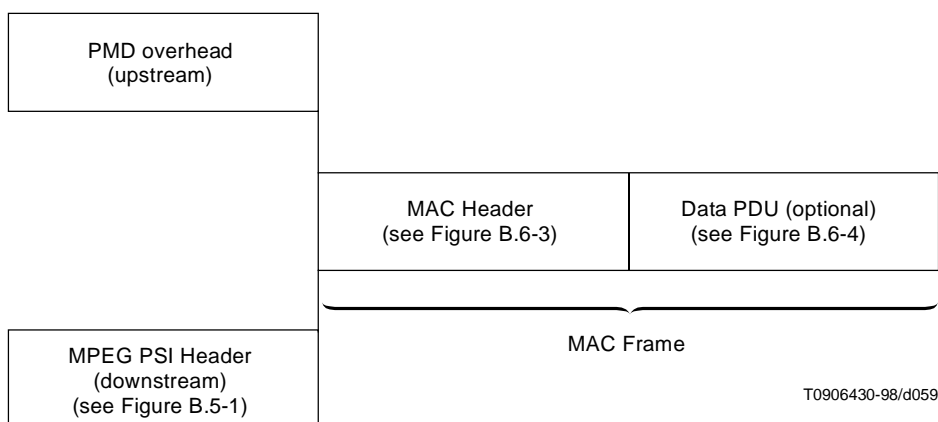 PMD overhead
(upstream)
MAC Header
(see Figure B.6-3)
Data PDU (optional)
(see Figure B.6-4)
MAC Frame
MPEG PSI Header
(downstream)
(see Figure B.5-1)
T0906430-98/d059